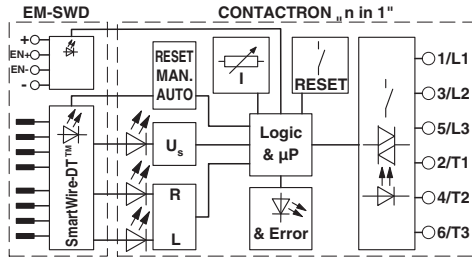 EM-SWD
CONTACTRON „n in 1"
+
EN+
EN-
-
SmartWire-DT™
RESET
MAN.
AUTO
I
RESET
Us
Logic
& µP
R
L
& Error
1/L1
3/L2
5/L3
2/T1
4/T2
6/T3